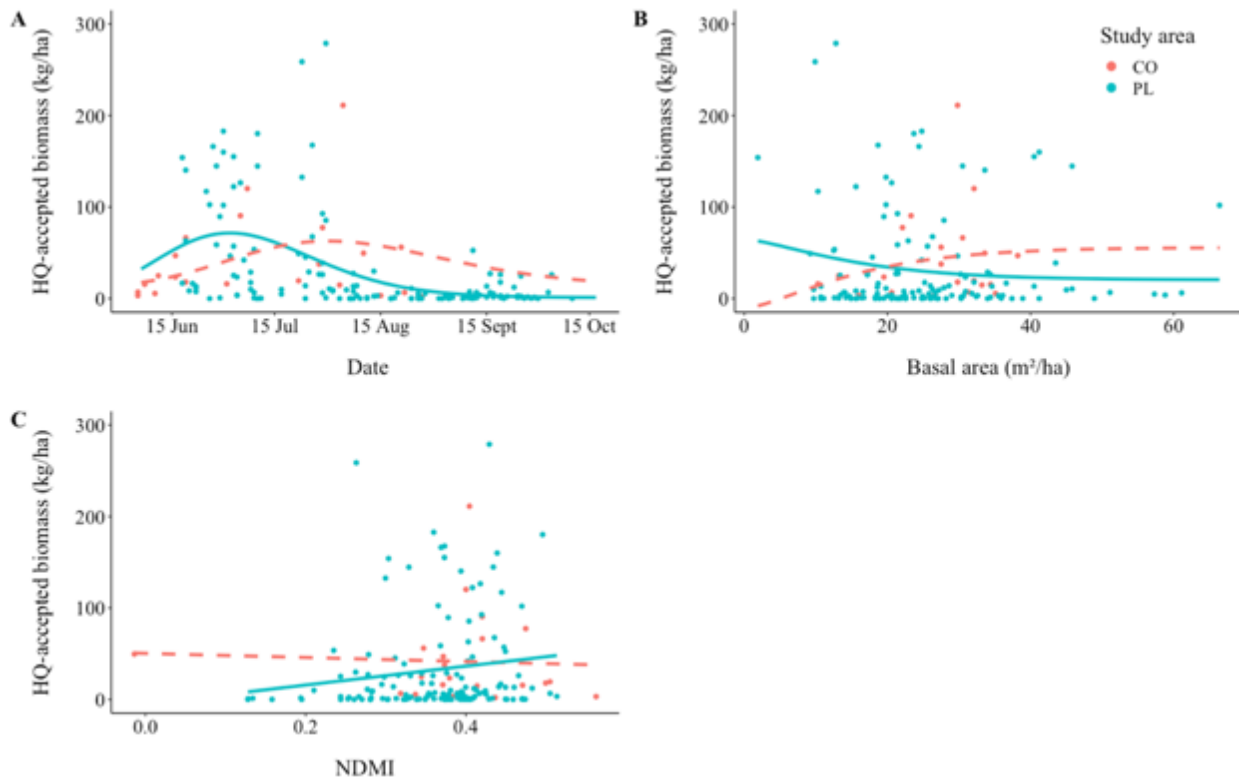 A
HQ-accepted biomass (kg/ha)
300
200
100
0
15 Jun
15 Jul
15 Aug
15 Sept
15 Oct
Date
B
HQ-accepted biomass (kg/ha)
300
200
100
0
0
20
40
60
Basal area (m²/ha)
Study area
CO
PL
C
HQ-accepted biomass (kg/ha)
300
200
100
0
0.0
0.2
0.4
NDMI